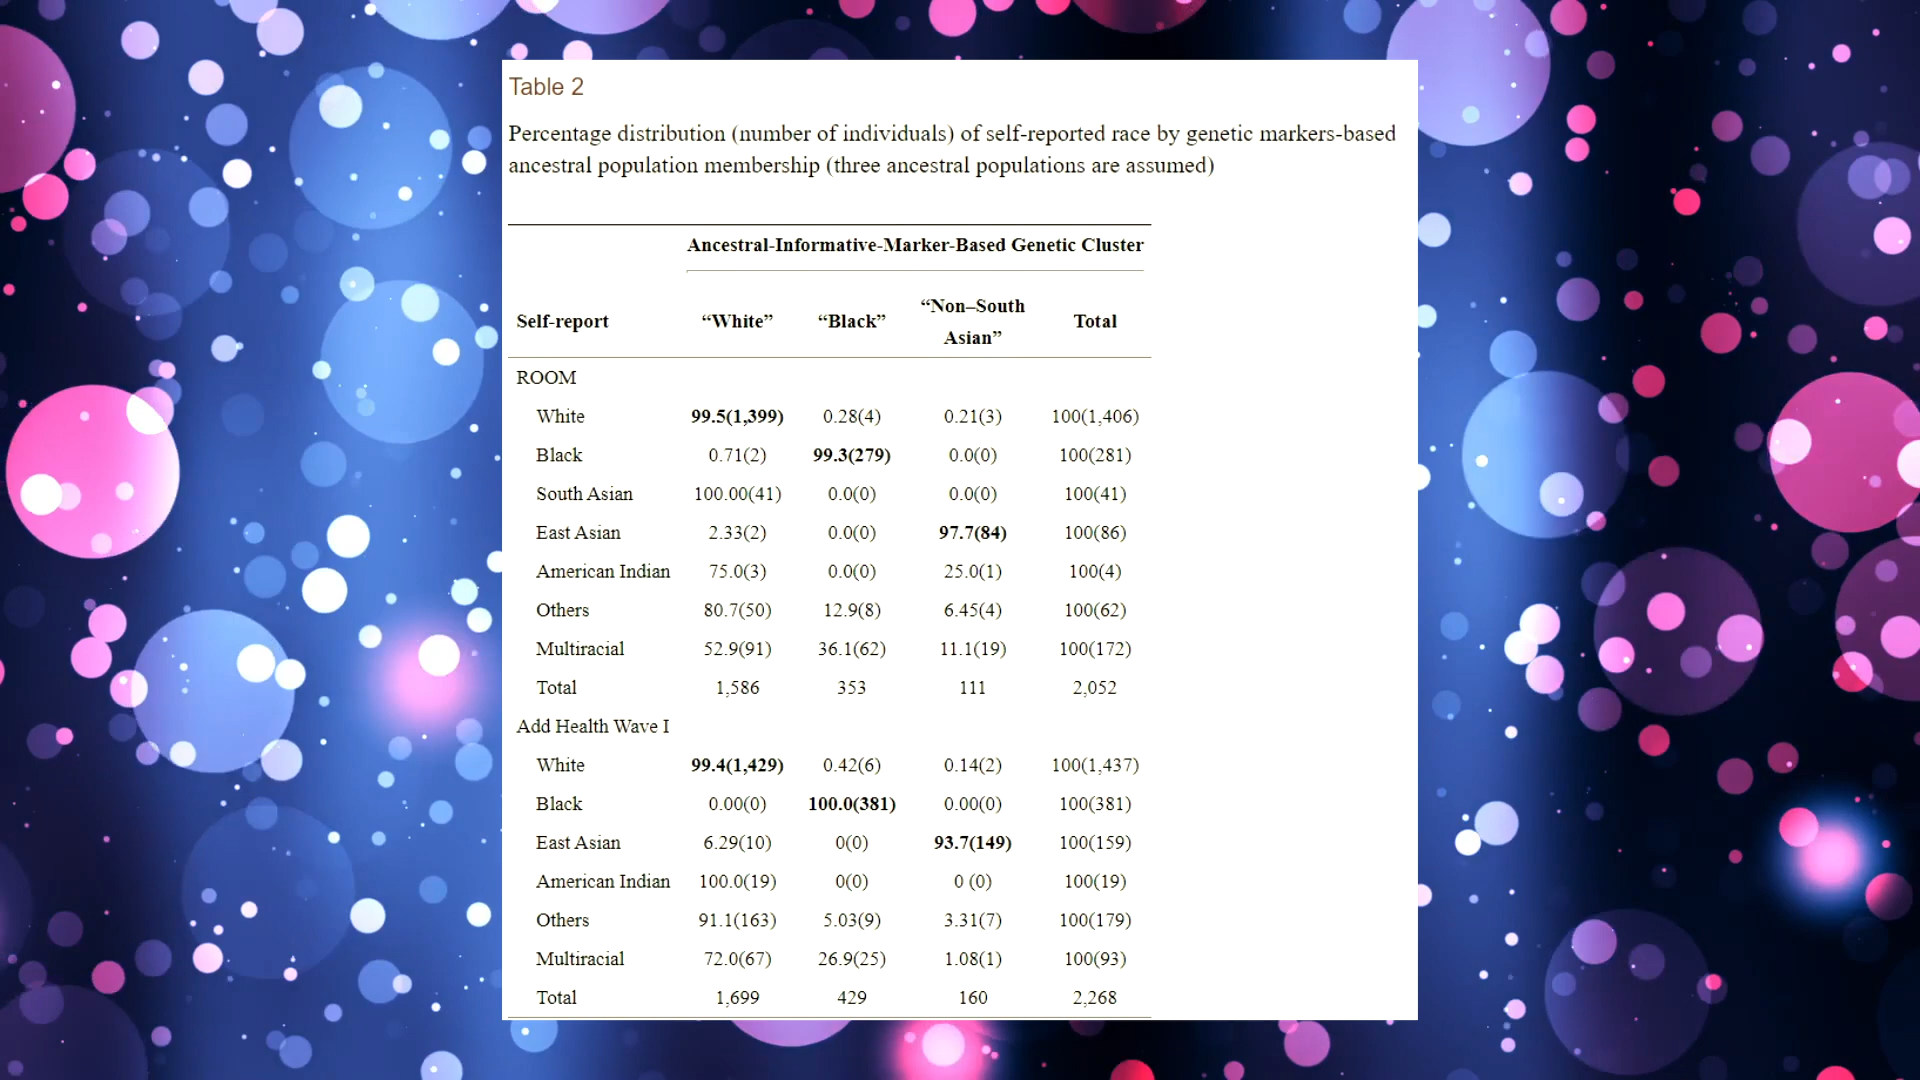 Table 2
Percentage distribution (number of individuals) of self-reported race by genetic markers-based
ancestral population membership (three ancestral populations are assumed)
Ancestral-Informative-Marker-Based Genetic Cluster
Self-report “White” “Black” “Non–South Asian” Total
ROOM
White 99.5(1,399) 0.28(4) 0.21(3) 100(1,406)
Black 0.71(2) 99.3(279) 0.0(0) 100(281)
South Asian 100.00(41) 0.0(0) 0.0(0) 100(41)
East Asian 2.33(2) 0.0(0) 97.7(84) 100(86)
American Indian 75.0(3) 0.0(0) 25.0(1) 100(4)
Others 80.7(50) 12.9(8) 6.45(4) 100(62)
Multiracial 52.9(91) 36.1(62) 11.1(19) 100(172)
Total 1,586 353 111 2,052
Add Health Wave I
White 99.4(1,429) 0.42(6) 0.14(2) 100(1,437)
Black 0.00(0) 100.0(381) 0.00(0) 100(381)
East Asian 6.29(10) 0(0) 93.7(149) 100(159)
American Indian 100.0(19) 0(0) 0 (0) 100(19)
Others 91.1(163) 5.03(9) 3.31(7) 100(179)
Multiracial 72.0(67) 26.9(25) 1.08(1) 100(93)
Total 1,699 429 160 2,268